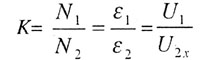 K = N₁/N₂ = ε₁/ε₂ = U₁/U₂ₓ